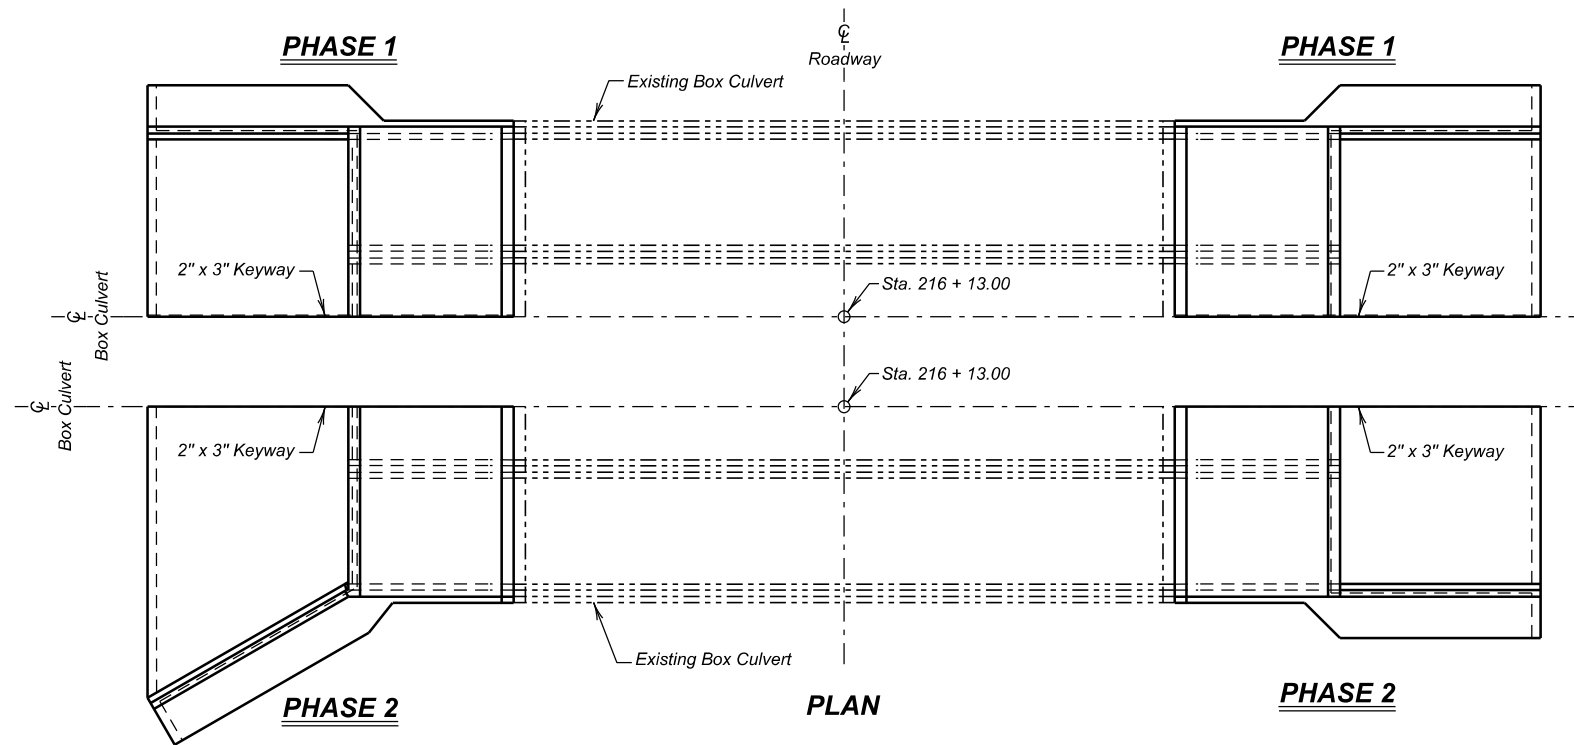 PHASE 1
℄
Roadway
PHASE 1
Existing Box Culvert
2" x 3" Keyway
2" x 3" Keyway
Sta. 216 + 13.00
℄
Box Culvert
Sta. 216 + 13.00
℄
Box Culvert
2" x 3" Keyway
2" x 3" Keyway
Existing Box Culvert
PHASE 2
PLAN
PHASE 2